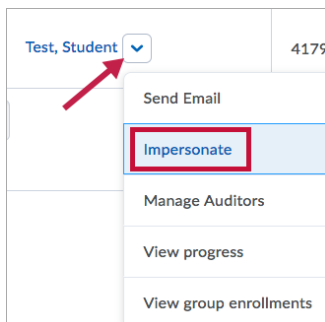 Test, Student
4179
Send Email
Impersonate
Manage Auditors
View progress
View group enrollments